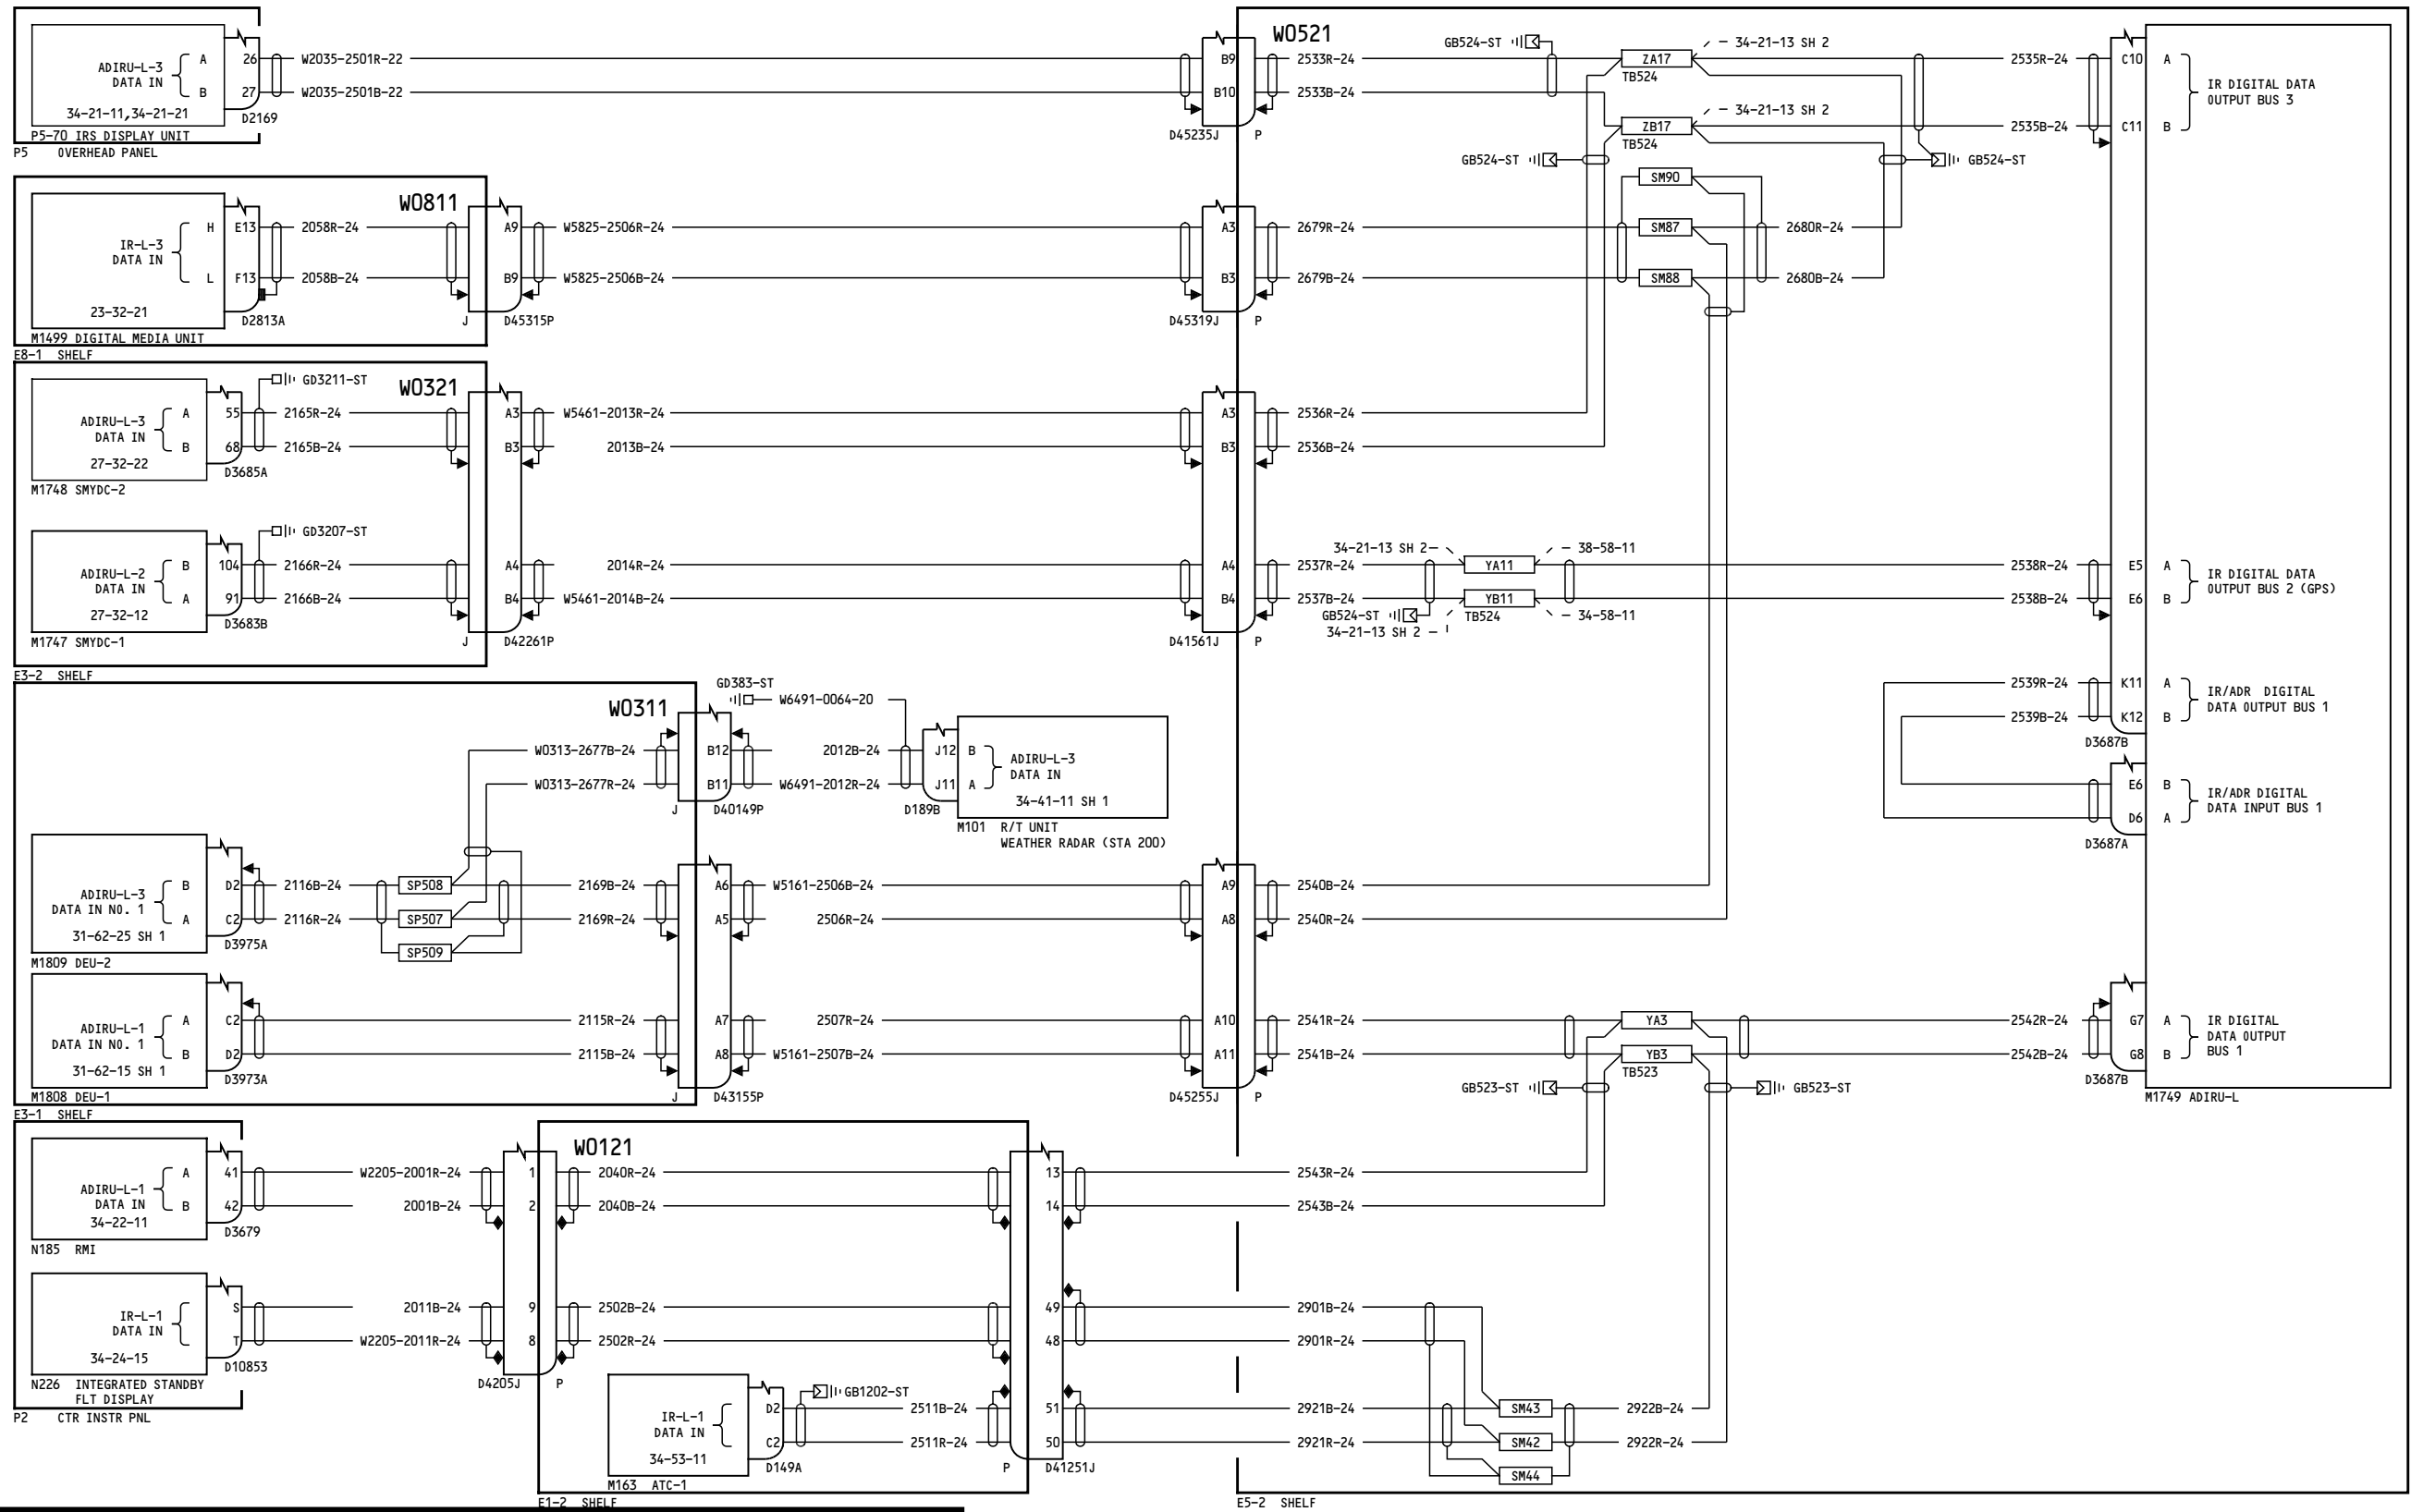 A
ADIRU-L-3
DATA IN
B
34-21-11,34-21-21
P5-70 IRS DISPLAY UNIT
P5 OVERHEAD PANEL
26
27
D2169
W2035-2501R-22
W2035-2501B-22
B9
B10
D45235J P
W0521
2533R-24
2533B-24
GB524-ST
ZA17
TB524
34-21-13 SH 2
ZB17
TB524
34-21-13 SH 2
GB524-ST
GB524-ST
2535R-24
2535B-24
C10 A
C11 B
IR DIGITAL DATA
OUTPUT BUS 3
W0811
H
IR-L-3
DATA IN
L
23-32-21
M1499 DIGITAL MEDIA UNIT
E8-1 SHELF
E13
F13
D2813A
2058R-24
2058B-24
A9
B9
J D45315P
W5825-2506R-24
W5825-2506B-24
A3
B3
D45319J P
2679R-24
2679B-24
SM90
SM87
SM88
2680R-24
2680B-24
W0321
A
ADIRU-L-3
DATA IN
B
27-32-22
M1748 SMYDC-2
55
68
D3685A
GD3211-ST
2165R-24
2165B-24
A3
B3
W5461-2013R-24
2013B-24
A3
B3
2536R-24
2536B-24
B
ADIRU-L-2
DATA IN
A
27-32-12
M1747 SMYDC-1
E3-2 SHELF
104
91
D3683B
GD3207-ST
2166R-24
2166B-24
A4
B4
J D42261P
2014R-24
W5461-2014B-24
A4
B4
D41561J P
34-21-13 SH 2
2537R-24
2537B-24
GB524-ST
34-21-13 SH 2
YA11
YB11
TB524
38-58-11
34-58-11
2538R-24
2538B-24
E5 A
E6 B
IR DIGITAL DATA
OUTPUT BUS 2 (GPS)
2539R-24
2539B-24
K11 A
K12 B
D3687B
IR/ADR DIGITAL
DATA OUTPUT BUS 1
E6 B
D6 A
D3687A
IR/ADR DIGITAL
DATA INPUT BUS 1
W0311
W0313-2677B-24
W0313-2677R-24
B12
B11
J D40149P
GD383-ST
W6491-0064-20
2012B-24
W6491-2012R-24
J12 B
J11 A
D189B
ADIRU-L-3
DATA IN
34-41-11 SH 1
M101 R/T UNIT
WEATHER RADAR (STA 200)
B
ADIRU-L-3
DATA IN NO. 1
A
31-62-25 SH 1
M1809 DEU-2
D2
C2
D3975A
2116B-24
2116R-24
SP508
SP507
SP509
2169B-24
2169R-24
A6
A5
W5161-2506B-24
2506R-24
A9
A8
2540B-24
2540R-24
A
ADIRU-L-1
DATA IN NO. 1
B
31-62-15 SH 1
M1808 DEU-1
E3-1 SHELF
C2
D2
D3973A
2115R-24
2115B-24
A7
A8
J D43155P
2507R-24
W5161-2507B-24
A10
A11
D45255J P
2541R-24
2541B-24
YA3
YB3
TB523
GB523-ST
GB523-ST
2542R-24
2542B-24
G7 A
G8 B
D3687B
IR DIGITAL
DATA OUTPUT
BUS 1
M1749 ADIRU-L
A
ADIRU-L-1
DATA IN
B
34-22-11
N185 RMI
41
42
D3679
W2205-2001R-24
2001B-24
1
2
W0121
2040R-24
2040B-24
13
14
2543R-24
2543B-24
IR-L-1
DATA IN
34-24-15
N226 INTEGRATED STANDBY
FLT DISPLAY
P2 CTR INSTR PNL
S
T
D10853
2011B-24
W2205-2011R-24
9
8
D4205J P
2502B-24
2502R-24
49
48
2901B-24
2901R-24
IR-L-1
DATA IN
34-53-11
M163 ATC-1
E1-2 SHELF
D2
C2
D149A
GB1202-ST
2511B-24
2511R-24
51
50
P D41251J
2921B-24
2921R-24
SM43
SM42
SM44
2922B-24
2922R-24
E5-2 SHELF